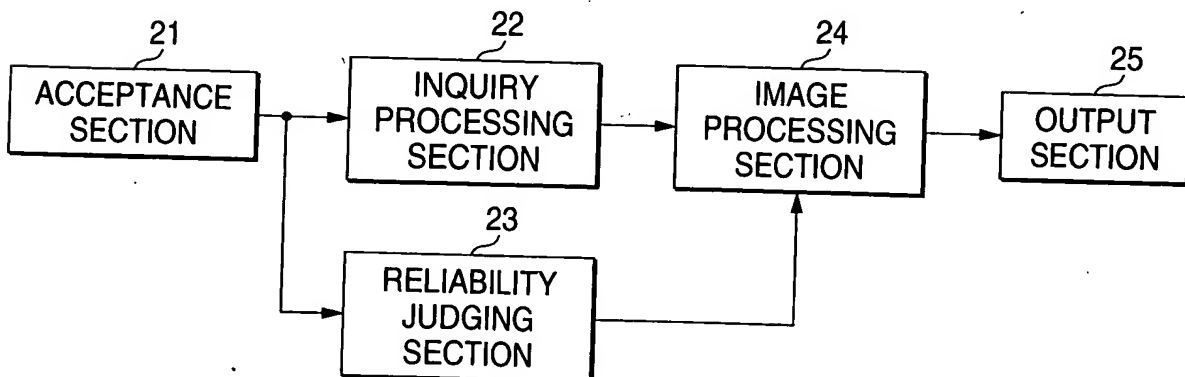 21
ACCEPTANCE
SECTION
22
INQUIRY
PROCESSING
SECTION
23
RELIABILITY
JUDGING
SECTION
24
IMAGE
PROCESSING
SECTION
25
OUTPUT
SECTION